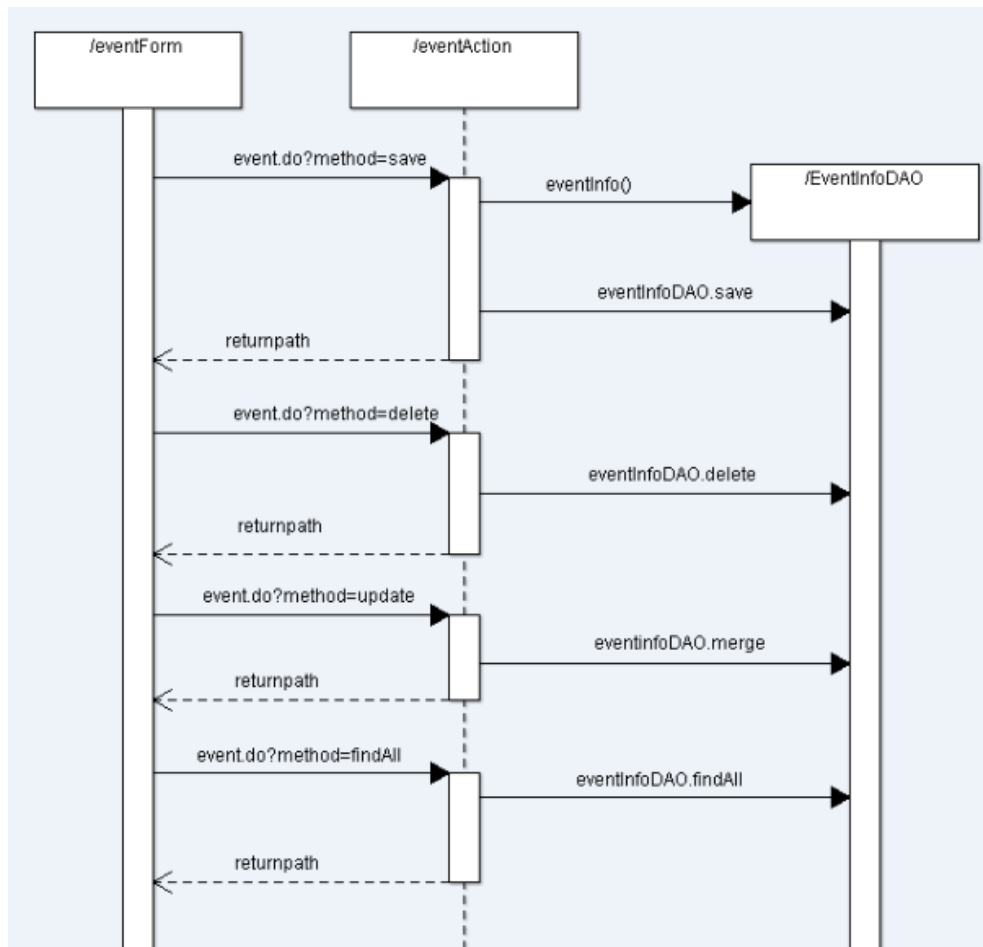 /eventForm
/eventAction
event.do?method=save
eventInfo()
/EventInfoDAO
eventInfoDAO.save
returnpath
event.do?method=delete
eventInfoDAO.delete
returnpath
event.do?method=update
eventinfoDAO.merge
returnpath
event.do?method=findAll
eventInfoDAO.findAll
returnpath